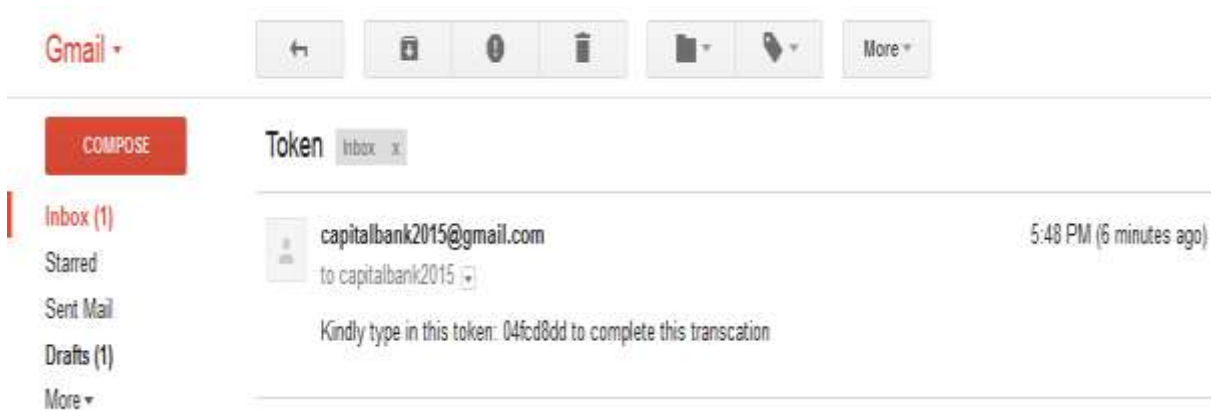 Gmail
More
COMPOSE
Token Inbox x
Inbox (1)
capitalbank2015@gmail.com 5:48 PM (6 minutes ago)
to capitalbank2015
Starred
Sent Mail
Kindly type in this token: 04fcd8dd to complete this transcation
Drafts (1)
More